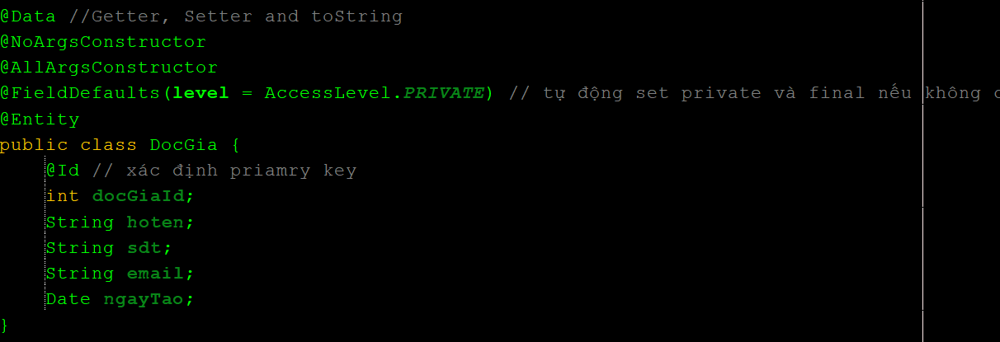 @Data //Getter, Setter and toString
@NoArgsConstructor
@AllArgsConstructor
@FieldDefaults(level = AccessLevel.PRIVATE) // tự động set private và final nếu không
@Entity
public class DocGia {
@Id // xác định priamry key
int docGiaId;
String hoten;
String sdt;
String email;
Date ngayTao;
}